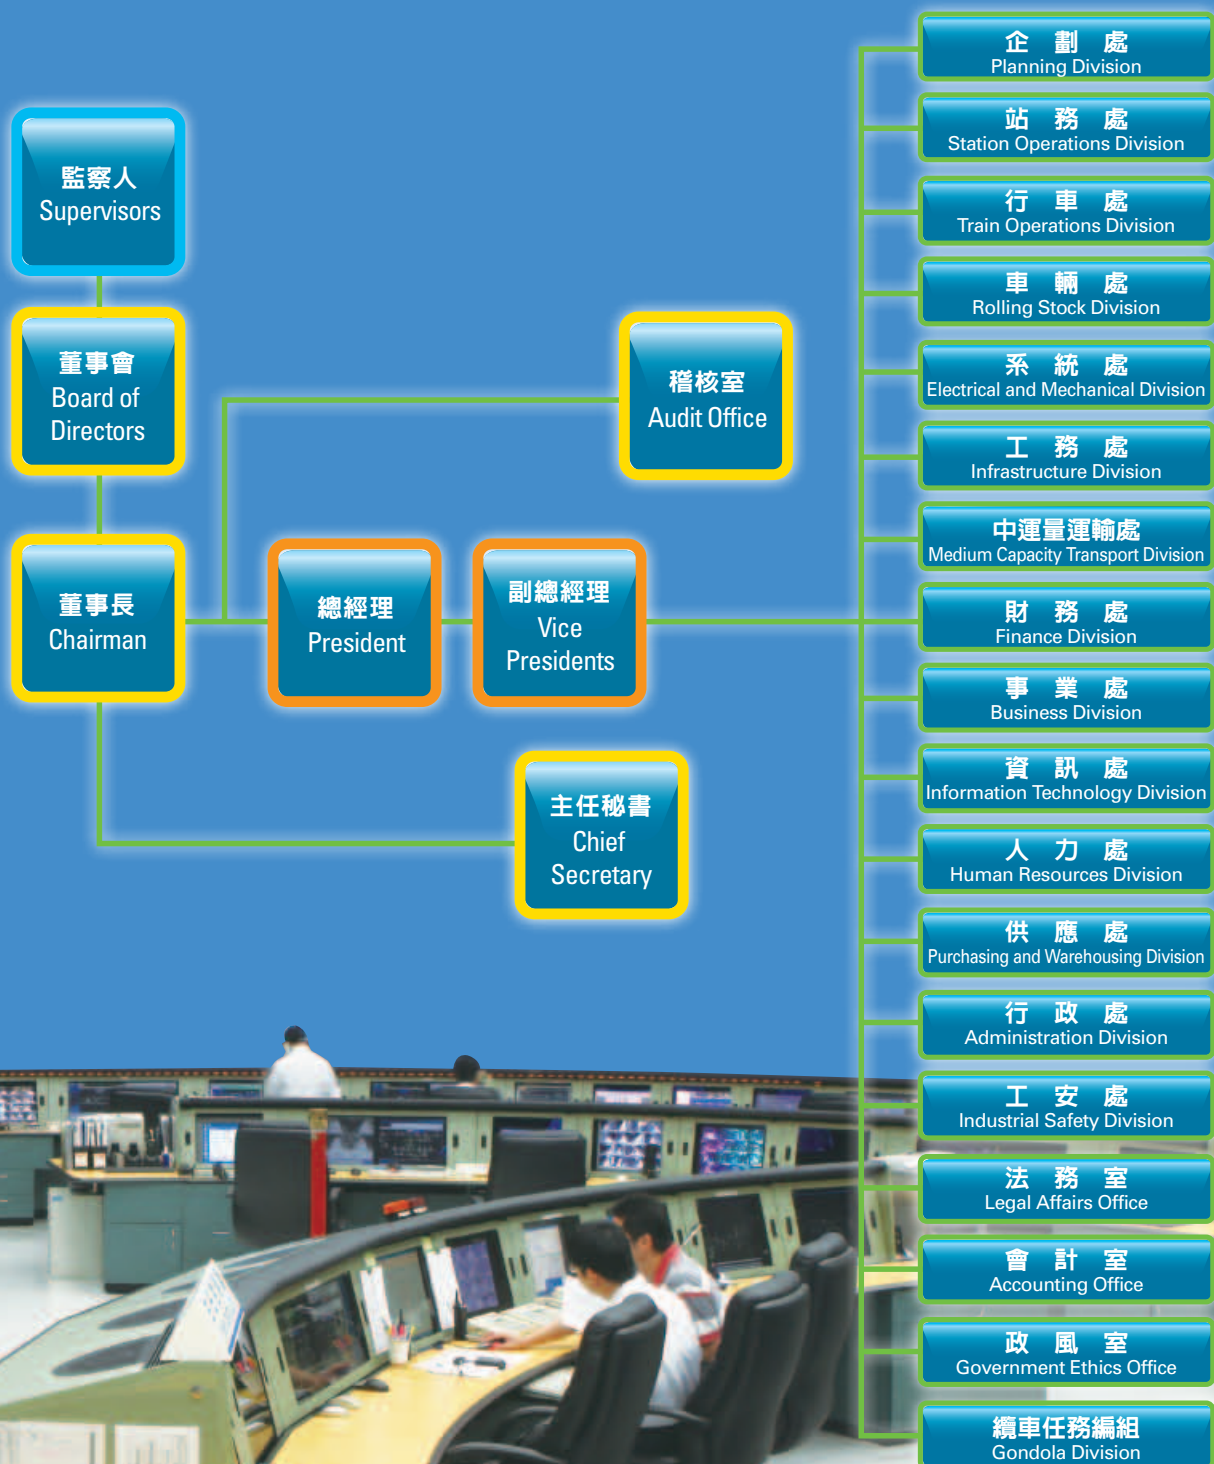 監察人
Supervisors
董事會
Board of
Directors
董事長
Chairman
稽核室
Audit Office
總經理
President
副總經理
Vice
Presidents
主任秘書
Chief
Secretary
企劃處
Planning Division
站務處
Station Operations Division
行車處
Train Operations Division
車輛處
Rolling Stock Division
系統處
Electrical and Mechanical Division
工務處
Infrastructure Division
中運量運輸處
Medium Capacity Transport Division
財務處
Finance Division
事業處
Business Division
資訊處
Information Technology Division
人力處
Human Resources Division
供應處
Purchasing and Warehousing Division
行政處
Administration Division
工安處
Industrial Safety Division
法務室
Legal Affairs Office
會計室
Accounting Office
政風室
Government Ethics Office
纜車任務編組
Gondola Division